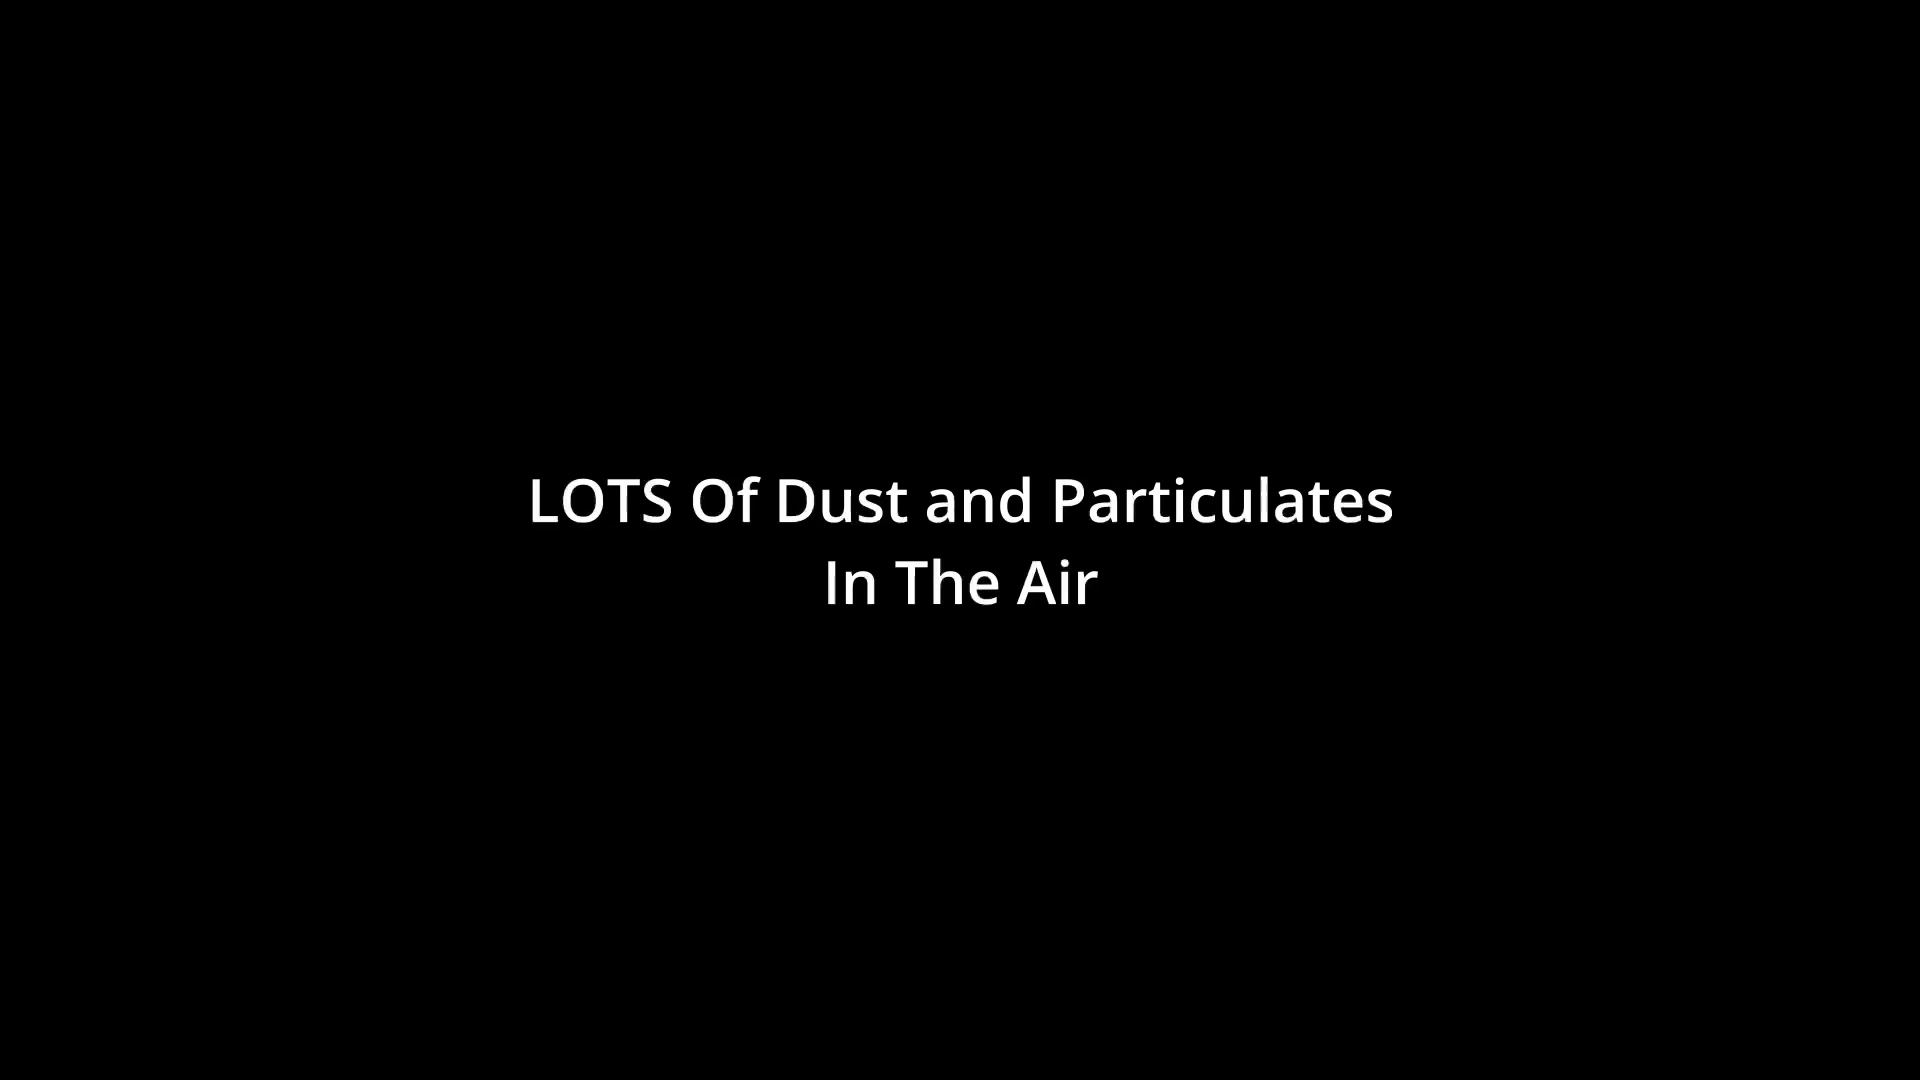 LOTS Of Dust and Particulates
In The Air